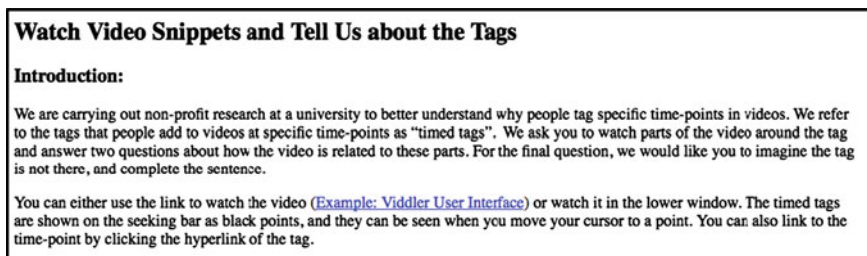 Watch Video Snippets and Tell Us about the Tags
Introduction:
We are carrying out non-profit research at a university to better understand why people tag specific time-points in videos. We refer
to the tags that people add to videos at specific time-points as “timed tags”.  We ask you to watch parts of the video around the tag
and answer two questions about how the video is related to these parts. For the final question, we would like you to imagine the tag
is not there, and complete the sentence.
You can either use the link to watch the video (Example: Viddler User Interface) or watch it in the lower window. The timed tags
are shown on the seeking bar as black points, and they can be seen when you move your cursor to a point. You can also link to the
time-point by clicking the hyperlink of the tag.